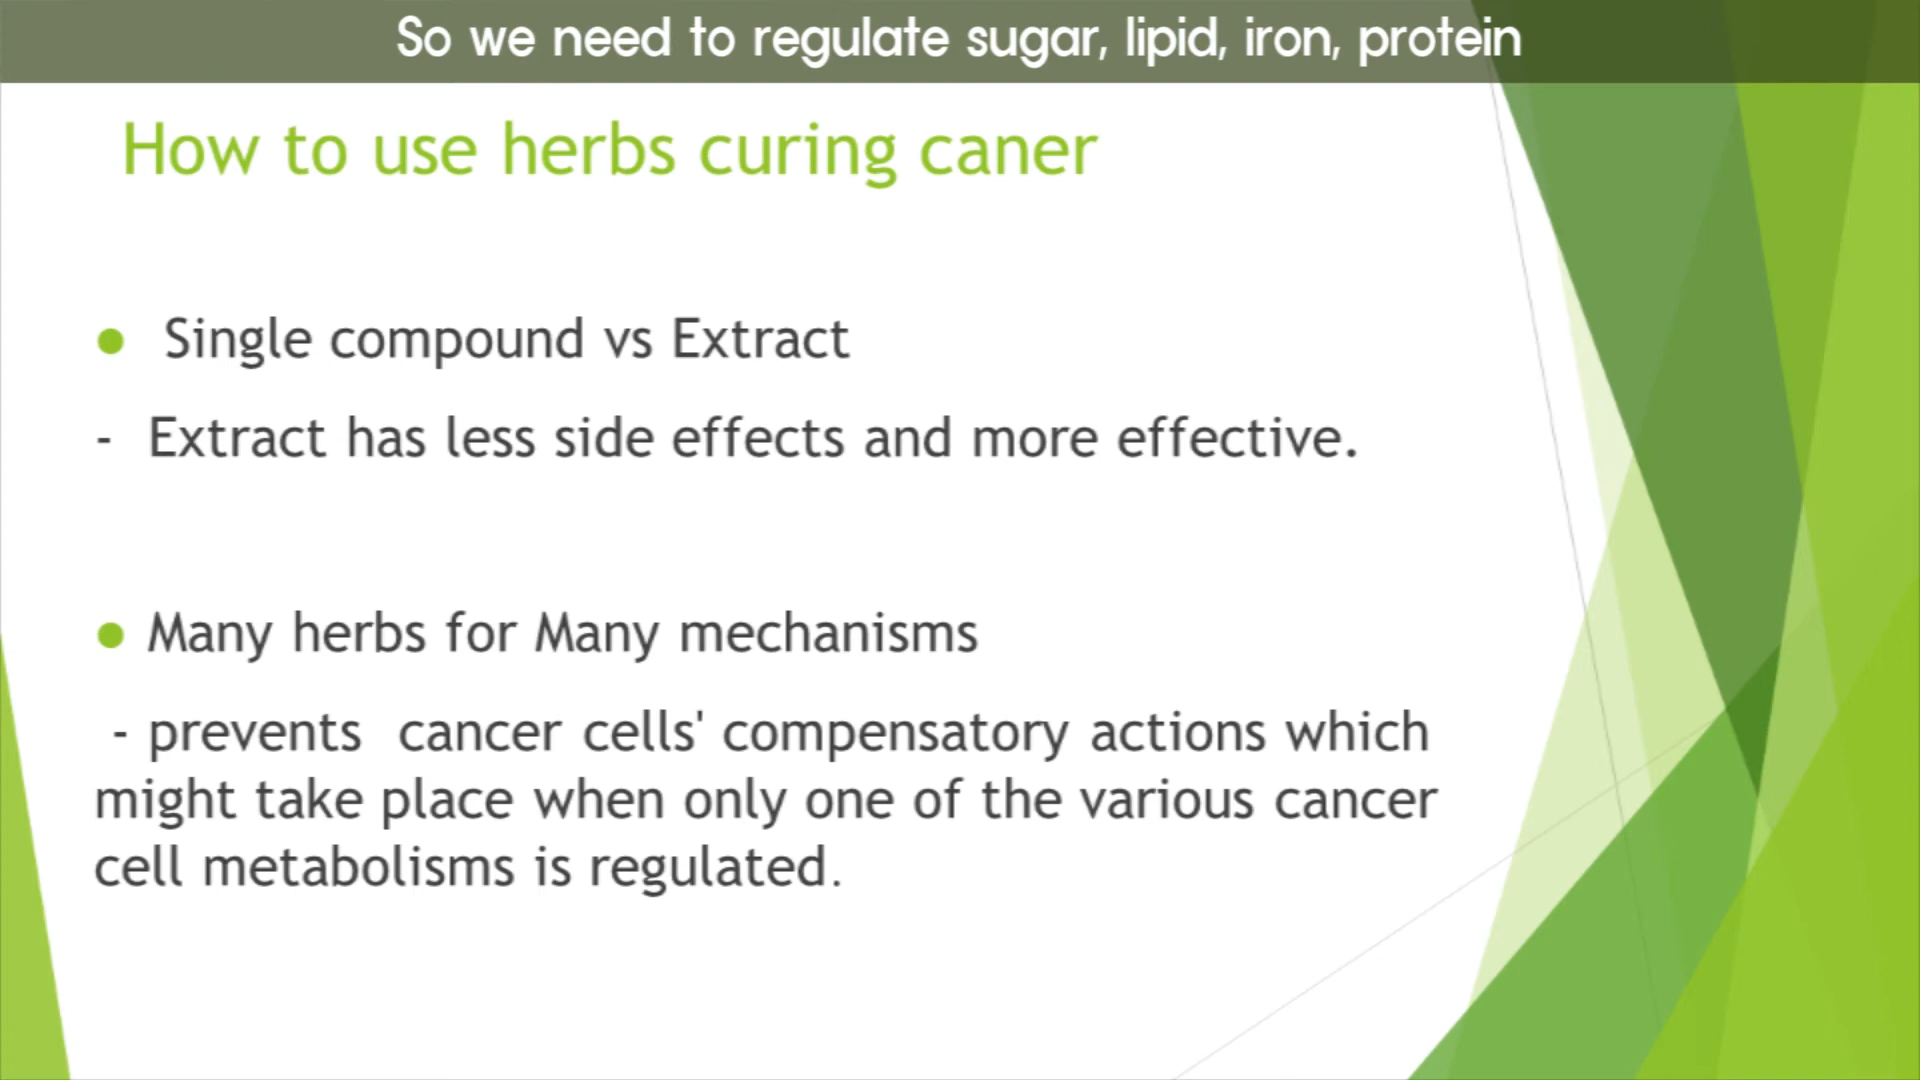 So we need to regulate sugar, lipid, iron, protein
How to use herbs curing caner
● Single compound vs Extract
- Extract has less side effects and more effective.
● Many herbs for Many mechanisms
- prevents cancer cells' compensatory actions which
might take place when only one of the various cancer
cell metabolisms is regulated.